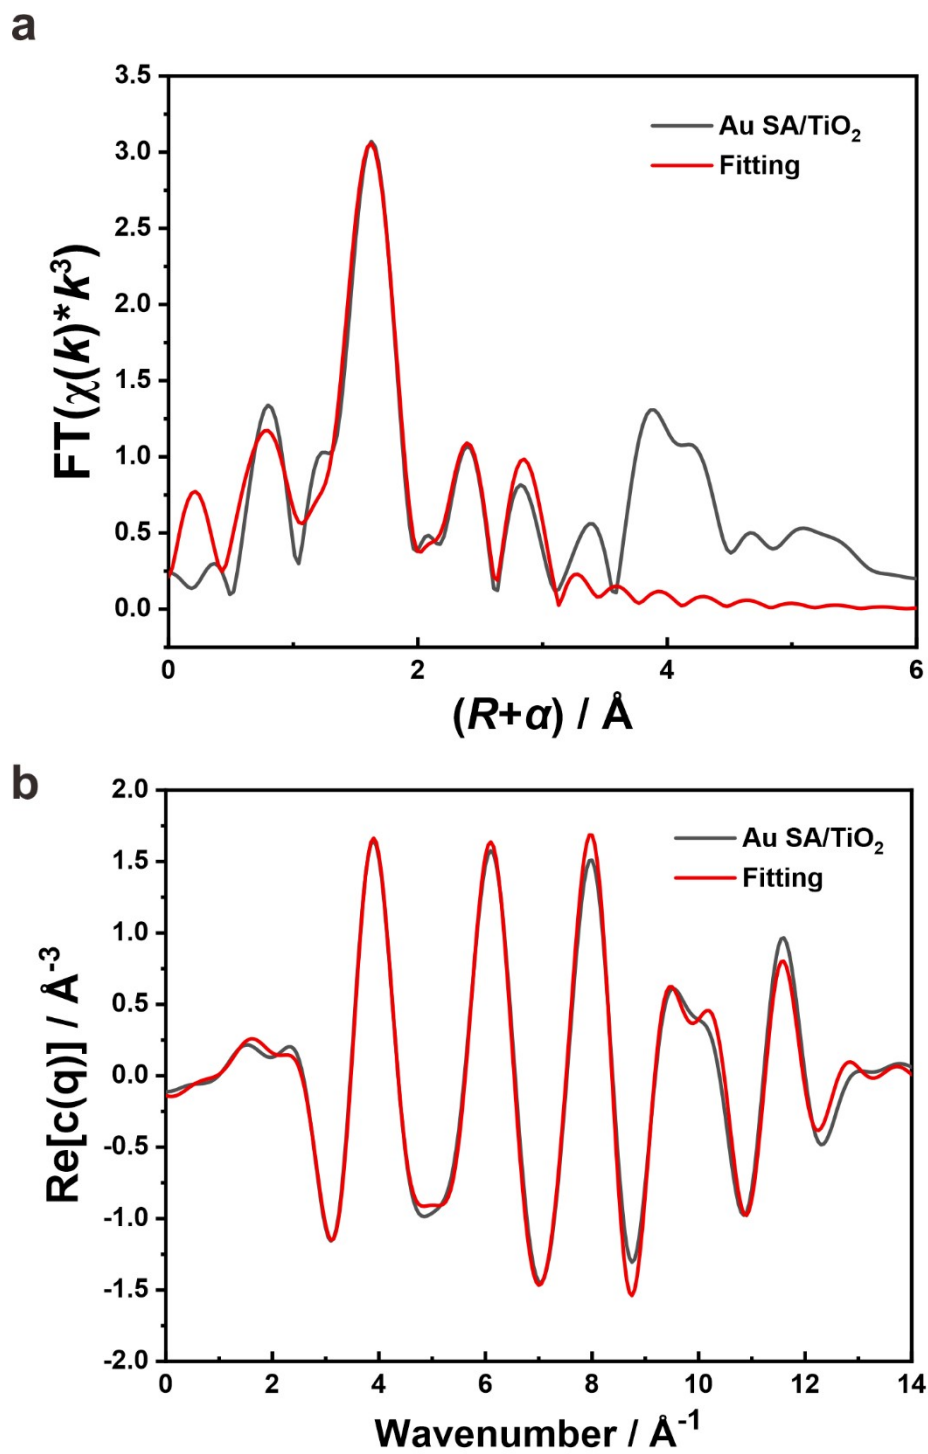 a
3.5
3.0
2.5
2.0
1.5
1.0
0.5
0.0
FT(χ(k)*k³)
Au SA/TiO₂
Fitting
0 2 4 6
(R+α) / Å
b
2.0
1.5
1.0
0.5
0.0
-0.5
-1.0
-1.5
-2.0
Re[c(q)] / Å⁻³
Au SA/TiO₂
Fitting
0 2 4 6 8 10 12 14
Wavenumber / Å⁻¹